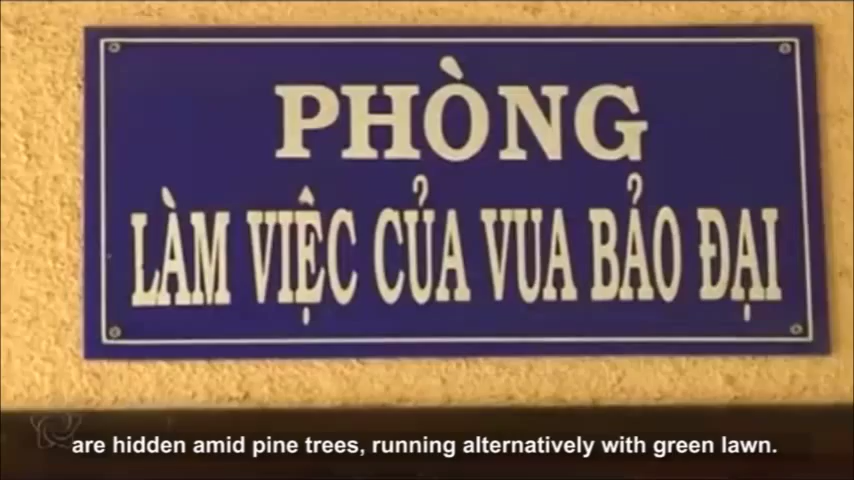 PHÒNG
LÀM VIỆC CỦA VUA BẢO ĐẠI
are hidden amid pine trees, running alternatively with green lawn.